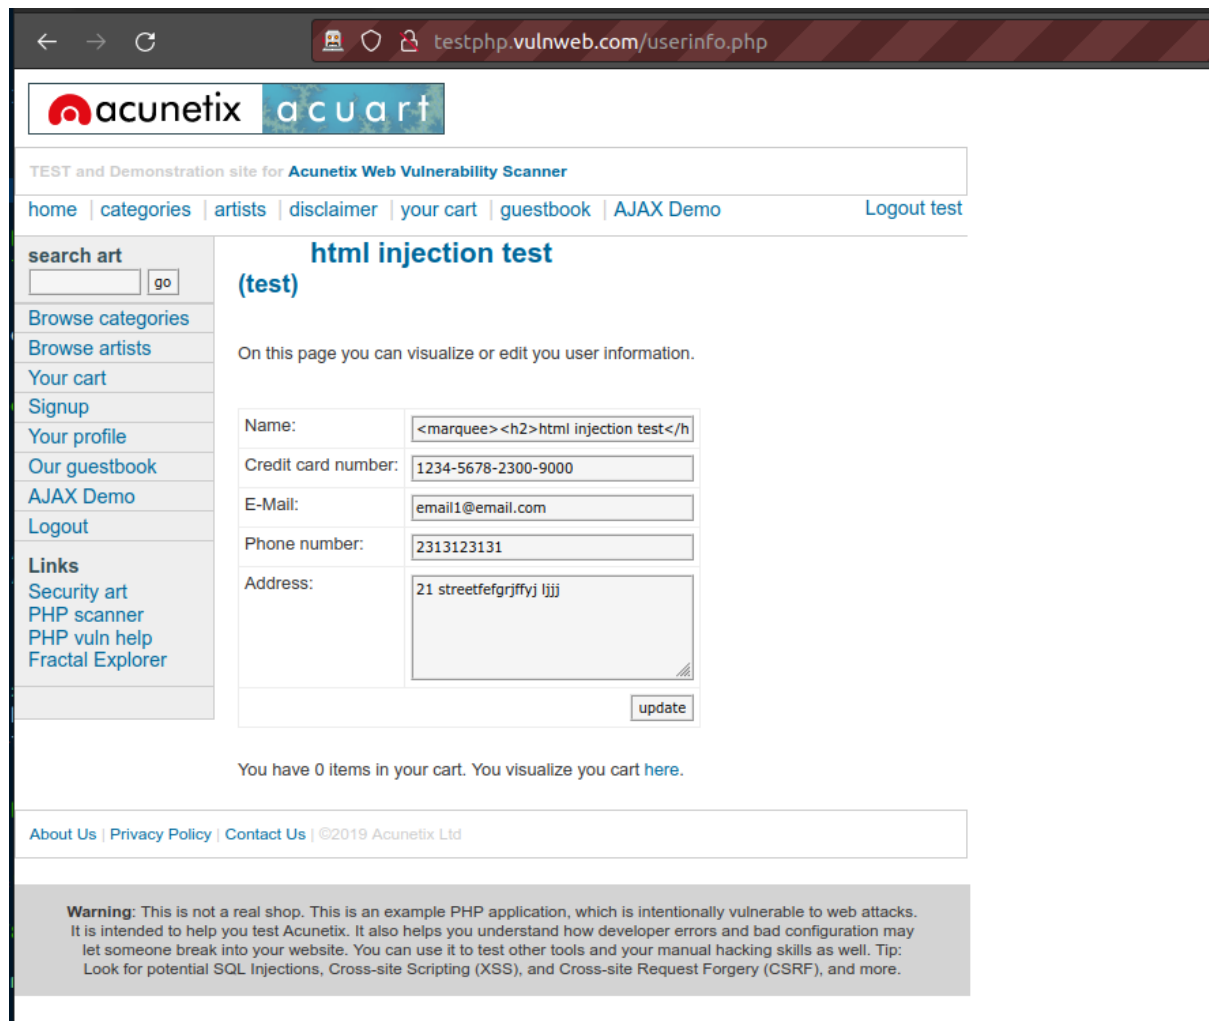 testphp.vulnweb.com/userinfo.php
acunetix acuart
TEST and Demonstration site for Acunetix Web Vulnerability Scanner
home | categories | artists | disclaimer | your cart | guestbook | AJAX Demo
Logout test
search art
go
Browse categories
Browse artists
Your cart
Signup
Your profile
Our guestbook
AJAX Demo
Logout
Links
Security art
PHP scanner
PHP vuln help
Fractal Explorer
html injection test
(test)
On this page you can visualize or edit you user information.
Name: <marquee><h2>html injection test</h
Credit card number: 1234-5678-2300-9000
E-Mail: email1@email.com
Phone number: 2313123131
Address: 21 streetfefgrjffyj ljjj
update
You have 0 items in your cart. You visualize you cart here.
About Us | Privacy Policy | Contact Us | ©2019 Acunetix Ltd
Warning: This is not a real shop. This is an example PHP application, which is intentionally vulnerable to web attacks.
It is intended to help you test Acunetix. It also helps you understand how developer errors and bad configuration may
let someone break into your website. You can use it to test other tools and your manual hacking skills as well. Tip:
Look for potential SQL Injections, Cross-site Scripting (XSS), and Cross-site Request Forgery (CSRF), and more.